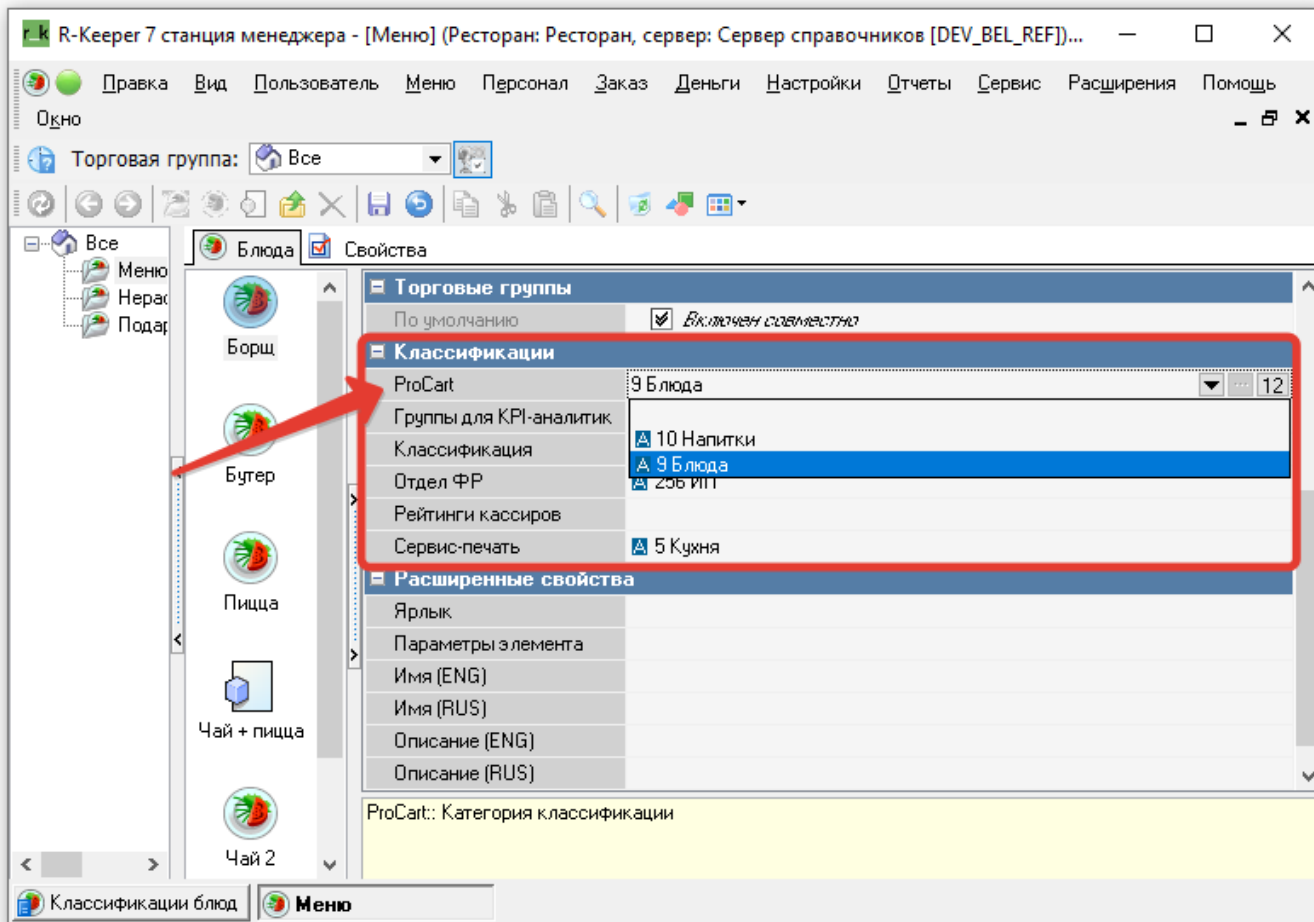 r_k R-Keeper 7 станция менеджера - [Меню] (Ресторан: Ресторан, сервер: Сервер справочников [DEV_BEL_REF])...
Правка Вид Пользователь Меню Персонал Заказ Деньги Настройки Отчеты Сервис Расширения Помощь
Окно
Торговая группа: Все
Все
Меню
Нерас
Подар
Блюда Свойства
Борщ
Бутер
Пицца
Чай + пицца
Чай 2
Торговые группы
По умолчанию Включен совместно
Классификации
ProCart 9 Блюда 12
Группы для KPI-аналитик
10 Напитки
Классификация
9 Блюда
Отдел ФР 256 ИП
Рейтинги кассиров
Сервис-печать 5 Кухня
Расширенные свойства
Ярлык
Параметры элемента
Имя (ENG)
Имя (RUS)
Описание (ENG)
Описание (RUS)
ProCart:: Категория классификации
Классификации блюд Меню